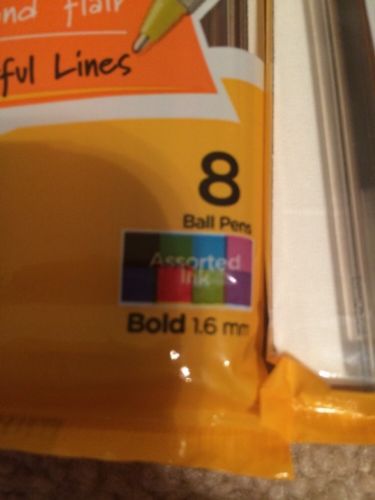 nd flair
ful Lines
8
Ball Pens
Assorted
Ink
Bold 1.6 mm